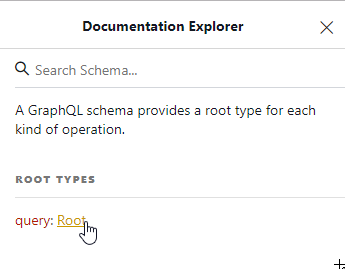 Documentation Explorer
Search Schema...
A GraphQL schema provides a root type for each
kind of operation.
ROOT TYPES
query: Root